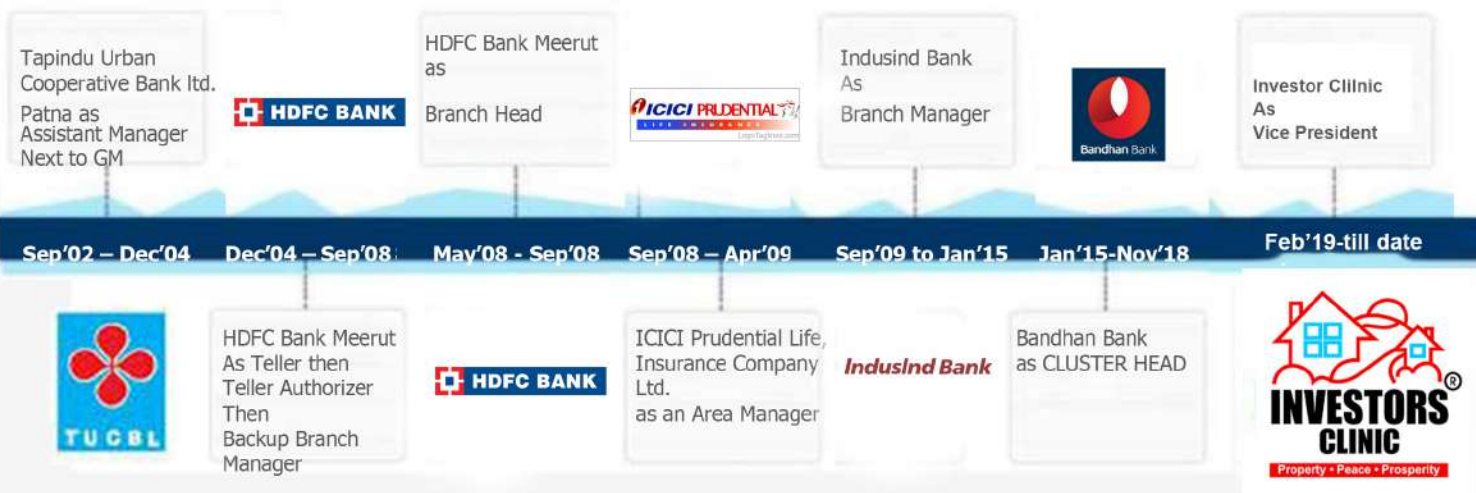 Tapindu Urban
Cooperative Bank ltd.
Patna as
Assistant Manager
Next to GM
HDFC BANK
HDFC Bank Meerut
as
Branch Head
ICICI PRUDENTIAL
LIFE INSURANCE
Indusind Bank
As
Branch Manager
Bandhan Bank
Investor Clilnic
As
Vice President
Sep'02 – Dec'04
Dec'04 – Sep'08
May'08 - Sep'08
Sep'08 – Apr'09
Sep'09 to Jan'15
Jan'15-Nov'18
Feb'19-till date
TUCBL
HDFC Bank Meerut
As Teller then
Teller Authorizer
Then
Backup Branch
Manager
HDFC BANK
ICICI Prudential Life,
Insurance Company
Ltd.
as an Area Manager
IndusInd Bank
Bandhan Bank
as CLUSTER HEAD
INVESTORS®
CLINIC
Property • Peace • Prosperity